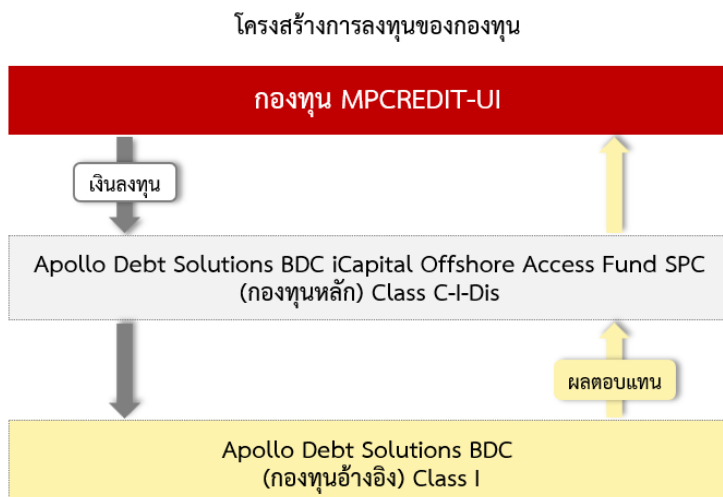 โครงสร้างการลงทุนของกองทุน
กองทุน MPCREDIT-UI
เงินลงทุน
Apollo Debt Solutions BDC iCapital Offshore Access Fund SPC
(กองทุนหลัก) Class C-I-Dis
ผลตอบแทน
Apollo Debt Solutions BDC
(กองทุนอ้างอิง) Class I